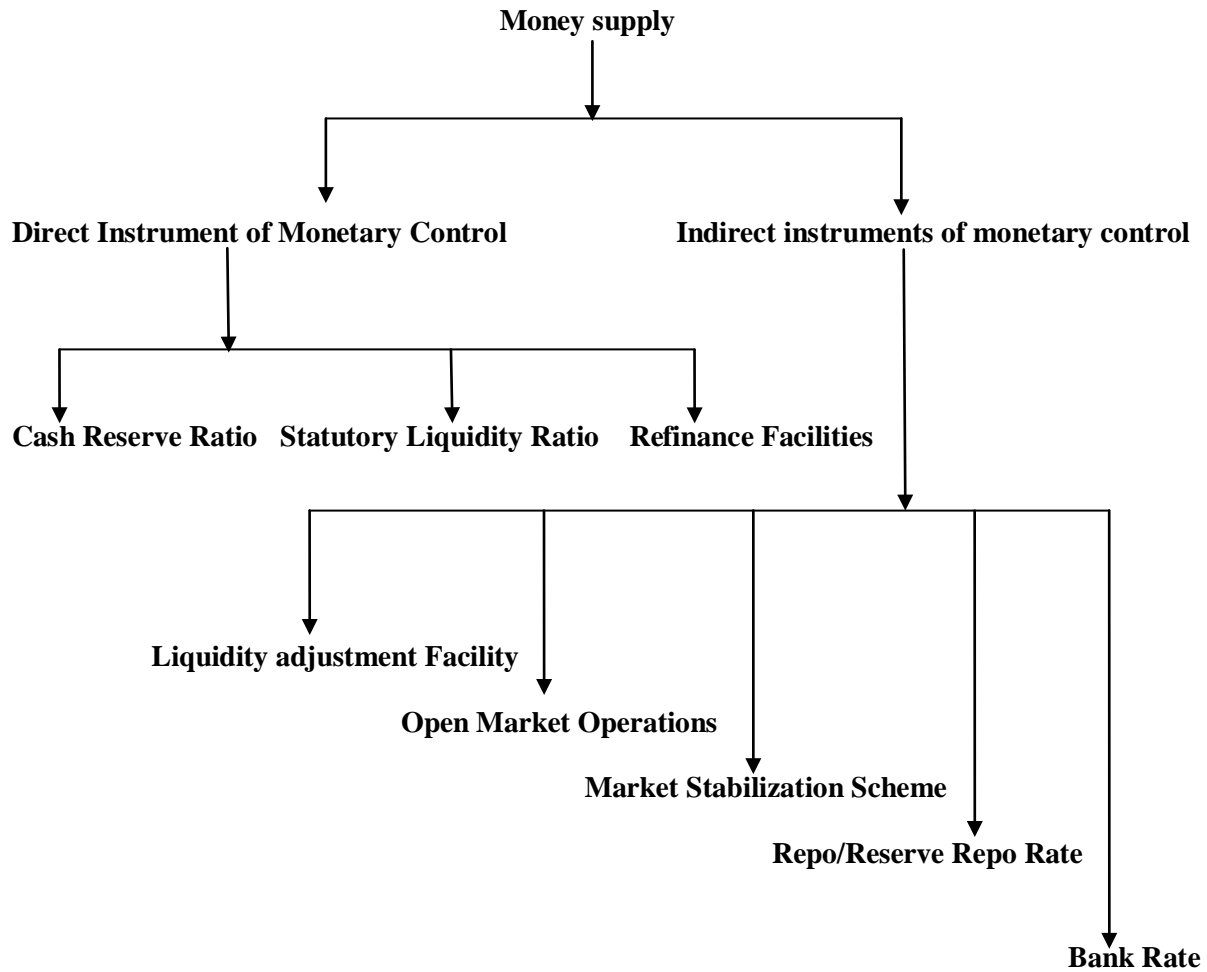 Money supply
Direct Instrument of Monetary Control
Indirect instruments of monetary control
Cash Reserve Ratio
Statutory Liquidity Ratio
Refinance Facilities
Liquidity adjustment Facility
Open Market Operations
Market Stabilization Scheme
Repo/Reserve Repo Rate
Bank Rate